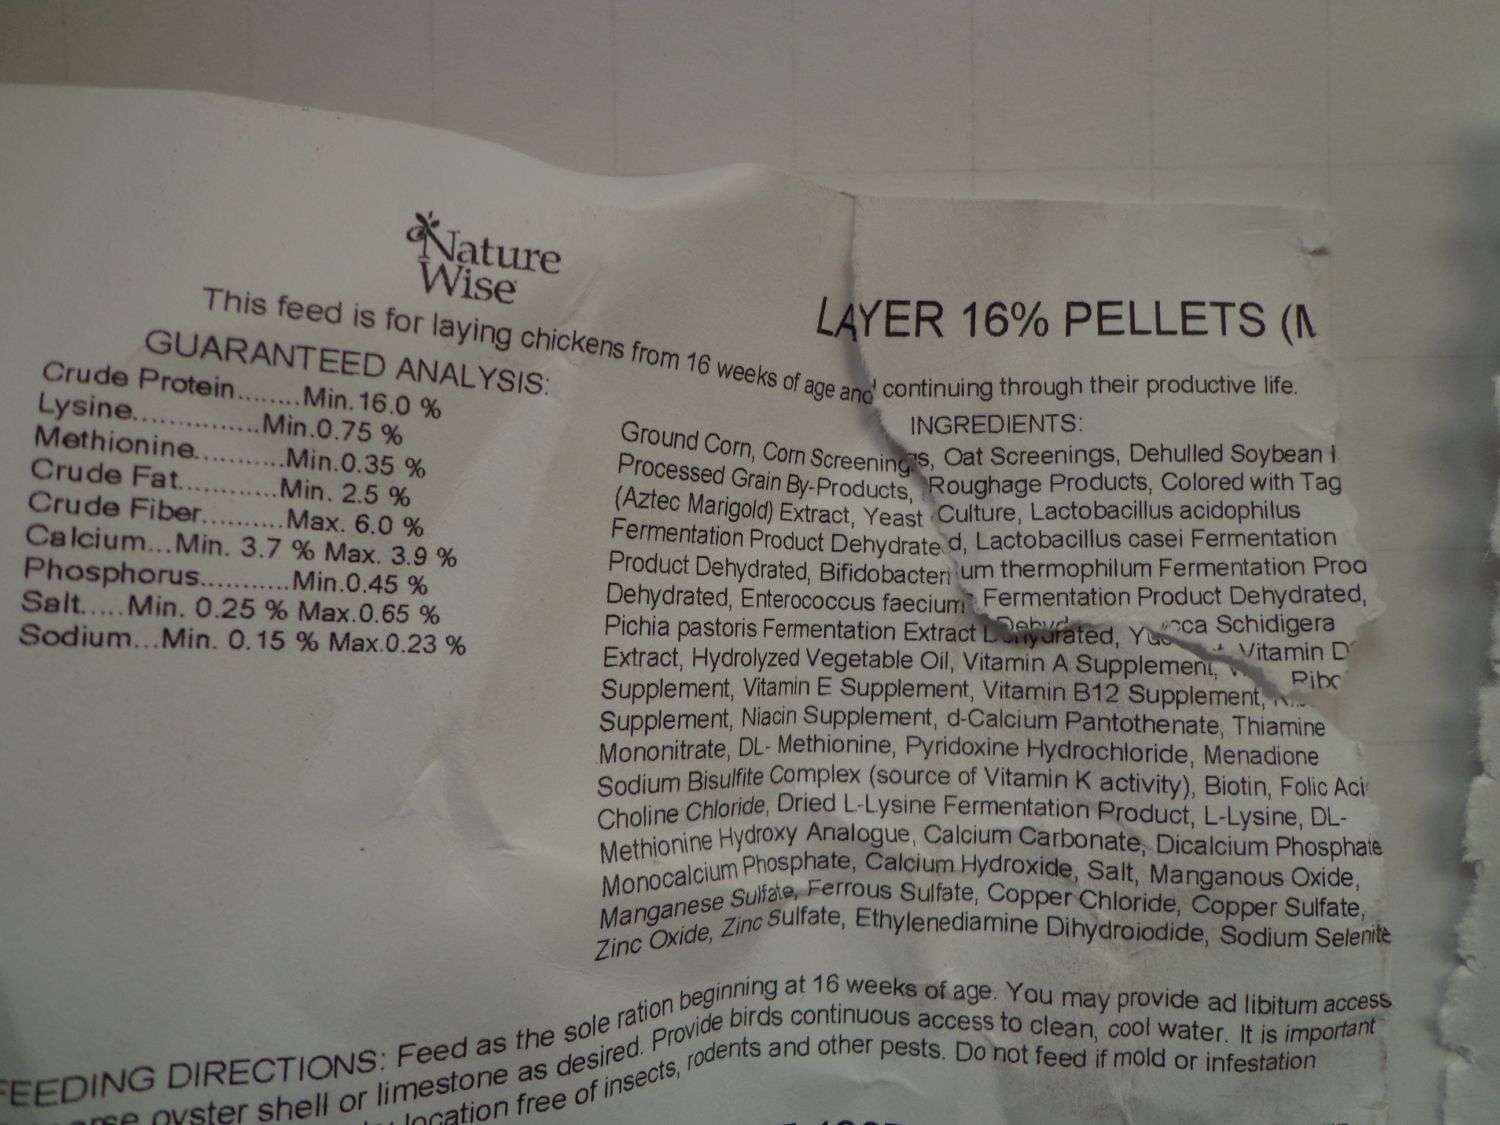 Nature
Wise
LAYER 16% PELLETS (M
This feed is for laying chickens from 16 weeks of age and continuing through their productive life.
GUARANTEED ANALYSIS:
Crude Protein........Min.16.0 %
Lysine..............Min.0.75 %
Methionine..........Min.0.35 %
Crude Fat...........Min. 2.5 %
Crude Fiber.........Max. 6.0 %
Calcium...Min. 3.7 % Max. 3.9 %
Phosphorus...........Min.0.45 %
Salt.....Min. 0.25 % Max.0.65 %
Sodium...Min. 0.15 % Max.0.23 %
INGREDIENTS:
Ground Corn, Corn Screenings, Oat Screenings, Dehulled Soybean
Processed Grain By-Products, Roughage Products, Colored with Tag
(Aztec Marigold) Extract, Yeast Culture, Lactobacillus acidophilus
Fermentation Product Dehydrated, Lactobacillus casei Fermentation
Product Dehydrated, Bifidobacterium thermophilum Fermentation Prod
Dehydrated, Enterococcus faecium Fermentation Product Dehydrated,
Pichia pastoris Fermentation Extract Dehydrated, Yucca Schidigera
Extract, Hydrolyzed Vegetable Oil, Vitamin A Supplement, Vitamin D
Supplement, Vitamin E Supplement, Vitamin B12 Supplement, Ribo
Supplement, Niacin Supplement, d-Calcium Pantothenate, Thiamine
Mononitrate, DL- Methionine, Pyridoxine Hydrochloride, Menadione
Sodium Bisulfite Complex (source of Vitamin K activity), Biotin, Folic Aci
Choline Chloride, Dried L-Lysine Fermentation Product, L-Lysine, DL-
Methionine Hydroxy Analogue, Calcium Carbonate, Dicalcium Phosphate
Monocalcium Phosphate, Calcium Hydroxide, Salt, Manganous Oxide,
Manganese Sulfate, Ferrous Sulfate, Copper Chloride, Copper Sulfate,
Zinc Oxide, Zinc Sulfate, Ethylenediamine Dihydroiodide, Sodium Selenite
FEEDING DIRECTIONS: Feed as the sole ration beginning at 16 weeks of age. You may provide ad libitum access
oyster shell or limestone as desired. Provide birds continuous access to clean, cool water. It is important
location free of insects, rodents and other pests. Do not feed if mold or infestation